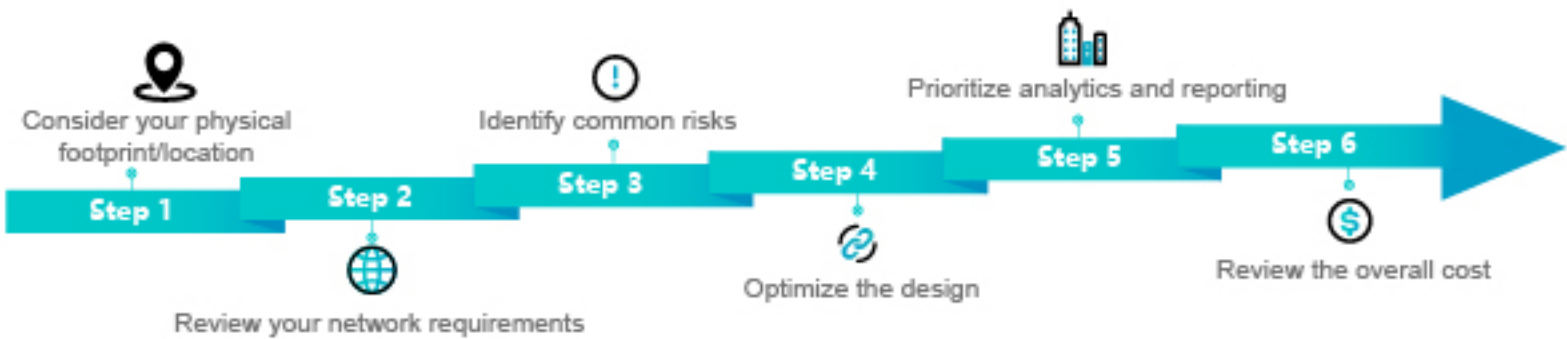 Consider your physical
footprint/location
Step 1
Step 2
Review your network requirements
Identify common risks
Step 3
Step 4
Optimize the design
Prioritize analytics and reporting
Step 5
Step 6
Review the overall cost